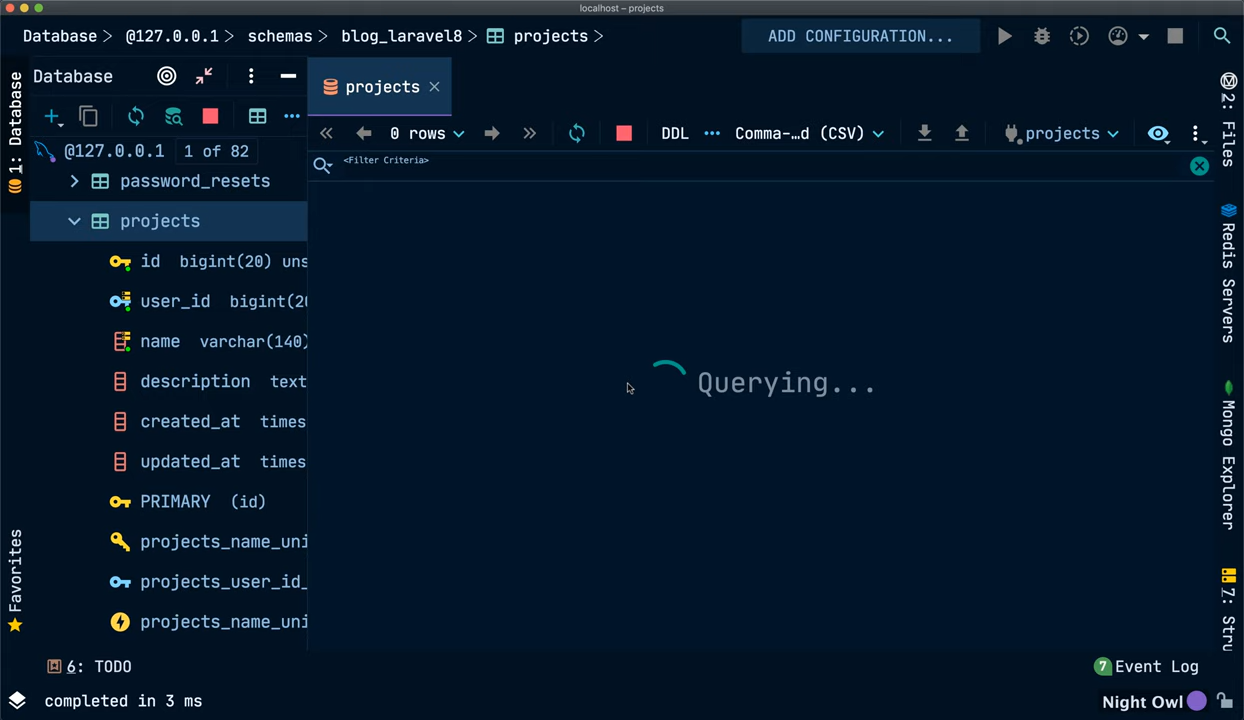 localhost – projects
Database > @127.0.0.1 > schemas > blog_laravel8 > projects >
ADD CONFIGURATION...
1: Database
Favorites
Database
@127.0.0.1 1 of 82
password_resets
projects
id bigint(20) uns
user_id bigint(20
name varchar(140)
description text
created_at times
updated_at times
PRIMARY (id)
projects_name_uni
projects_user_id_
projects_name_uni
projects
0 rows
DDL
Comma-…d (CSV)
projects
<Filter Criteria>
Querying...
2: Files
Redis Servers
Mongo Explorer
7: Stru
6: TODO
7 Event Log
completed in 3 ms
Night Owl